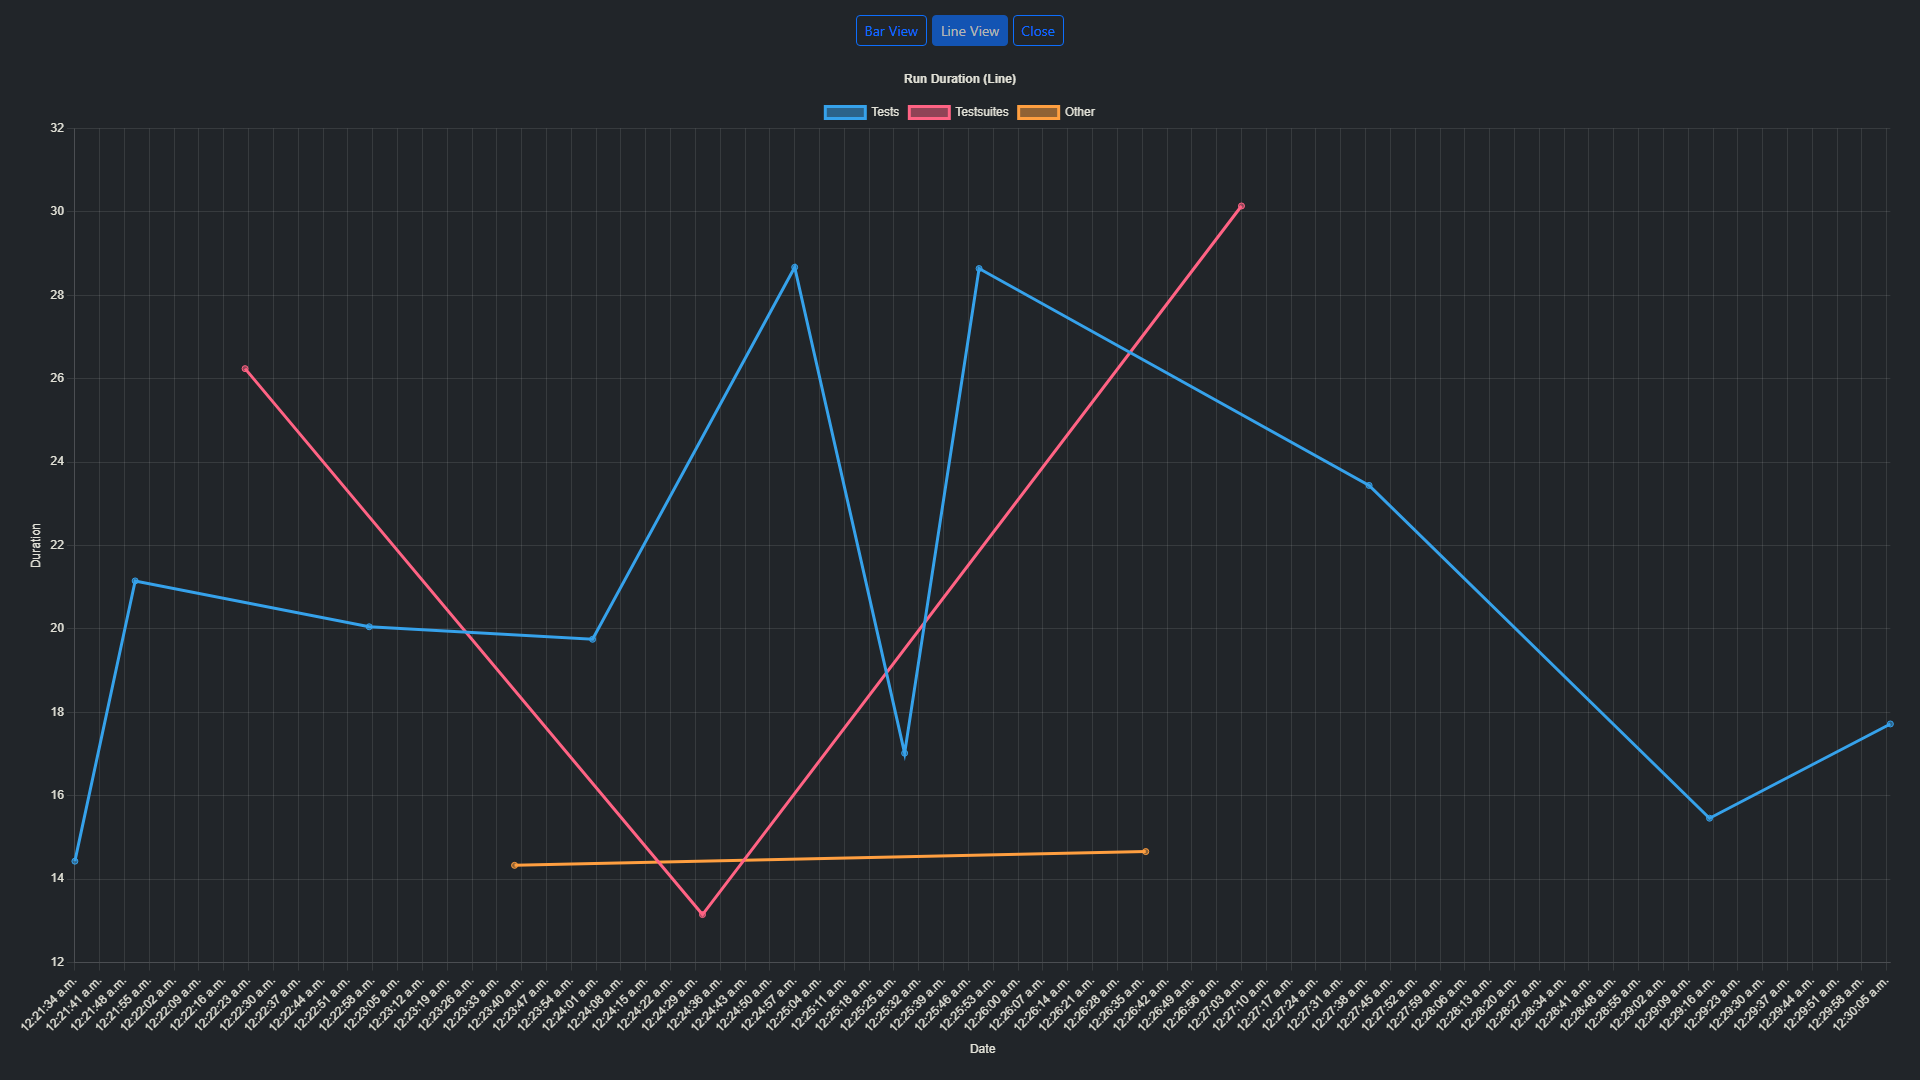 Bar View Line View Close
Run Duration (Line)
Tests Testsuites Other
32
30
28
26
24
22
20
18
16
14
12
Duration
12:21:34 a.m. 12:21:41 a.m. 12:21:48 a.m. 12:21:55 a.m. 12:22:02 a.m. 12:22:09 a.m. 12:22:16 a.m. 12:22:23 a.m. 12:22:30 a.m. 12:22:37 a.m. 12:22:44 a.m. 12:22:51 a.m. 12:22:58 a.m. 12:23:05 a.m. 12:23:12 a.m. 12:23:19 a.m. 12:23:26 a.m. 12:23:33 a.m. 12:23:40 a.m. 12:23:47 a.m. 12:23:54 a.m. 12:24:01 a.m. 12:24:08 a.m. 12:24:15 a.m. 12:24:22 a.m. 12:24:29 a.m. 12:24:36 a.m. 12:24:43 a.m. 12:24:50 a.m. 12:24:57 a.m. 12:25:04 a.m. 12:25:11 a.m. 12:25:18 a.m. 12:25:25 a.m. 12:25:32 a.m. 12:25:39 a.m. 12:25:46 a.m. 12:25:53 a.m. 12:26:00 a.m. 12:26:07 a.m. 12:26:14 a.m. 12:26:21 a.m. 12:26:28 a.m. 12:26:35 a.m. 12:26:42 a.m. 12:26:49 a.m. 12:26:56 a.m. 12:27:03 a.m. 12:27:10 a.m. 12:27:17 a.m. 12:27:24 a.m. 12:27:31 a.m. 12:27:38 a.m. 12:27:45 a.m. 12:27:52 a.m. 12:27:59 a.m. 12:28:06 a.m. 12:28:13 a.m. 12:28:20 a.m. 12:28:27 a.m. 12:28:34 a.m. 12:28:41 a.m. 12:28:48 a.m. 12:28:55 a.m. 12:29:02 a.m. 12:29:09 a.m. 12:29:16 a.m. 12:29:23 a.m. 12:29:30 a.m. 12:29:37 a.m. 12:29:44 a.m. 12:29:51 a.m. 12:29:58 a.m. 12:30:05 a.m.
Date